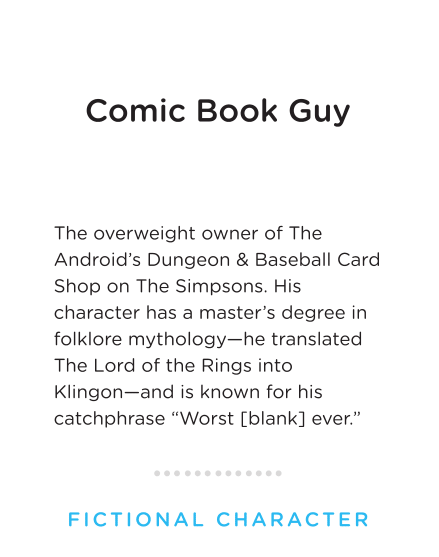 Comic Book Guy
The overweight owner of The
Android’s Dungeon & Baseball Card
Shop on The Simpsons. His
character has a master’s degree in
folklore mythology—he translated
The Lord of the Rings into
Klingon—and is known for his
catchphrase “Worst [blank] ever.”
FICTIONAL CHARACTER